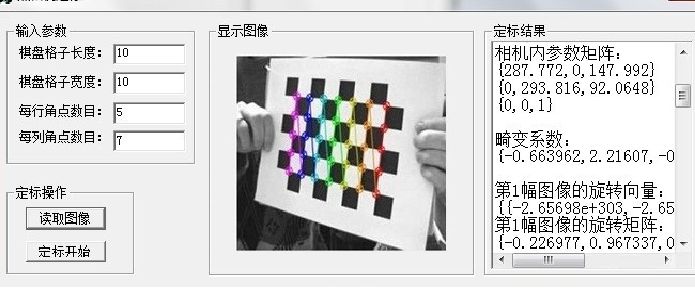 输入参数
棋盘格子长度： 10
棋盘格子宽度： 10
每行角点数目： 5
每列角点数目： 7
定标操作
读取图像
定标开始
显示图像
定标结果
相机内参数矩阵：
{287.772,0,147.992}
{0,293.816,92.0648}
{0,0,1}
畸变系数：
{-0.663962,2.21607,-0
第1幅图像的旋转向量：
{{-2.65698e+303,-2.65
第1幅图像的旋转矩阵：
{-0.226977,0.967337,0